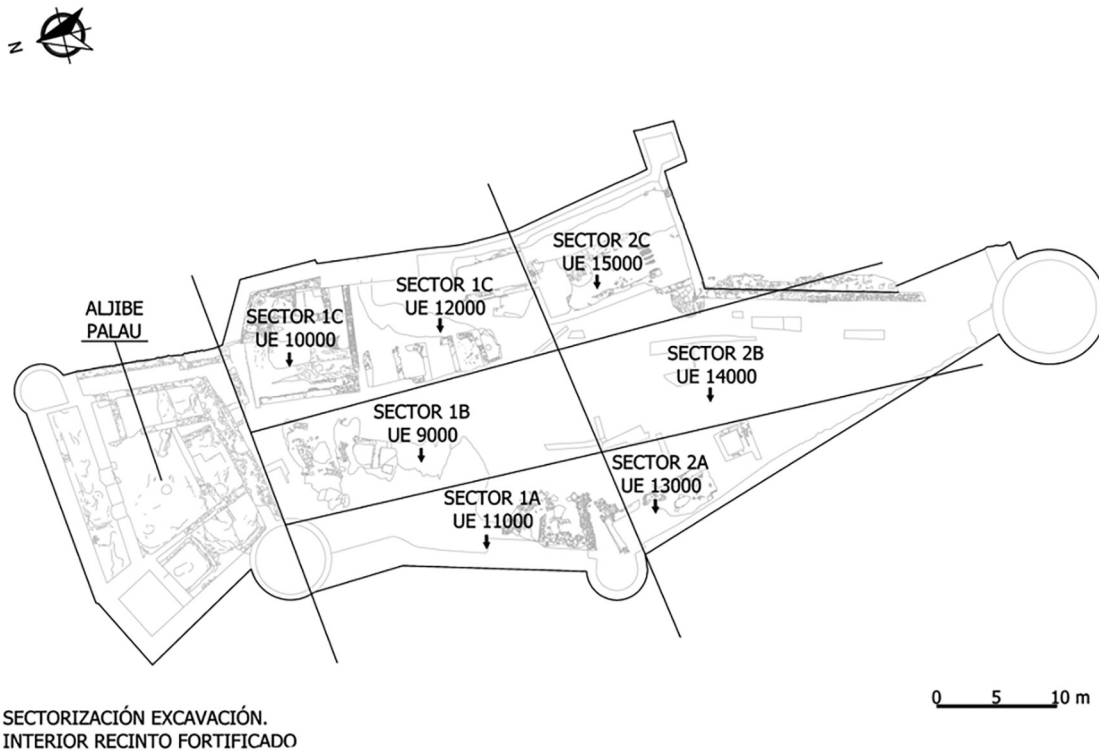 N
SECTOR 2C
UE 15000
SECTOR 1C
UE 12000
ALJIBE
PALAU
SECTOR 1C
UE 10000
SECTOR 2B
UE 14000
SECTOR 1B
UE 9000
SECTOR 2A
UE 13000
SECTOR 1A
UE 11000
0 5 10 m
SECTORIZACIÓN EXCAVACIÓN.
INTERIOR RECINTO FORTIFICADO